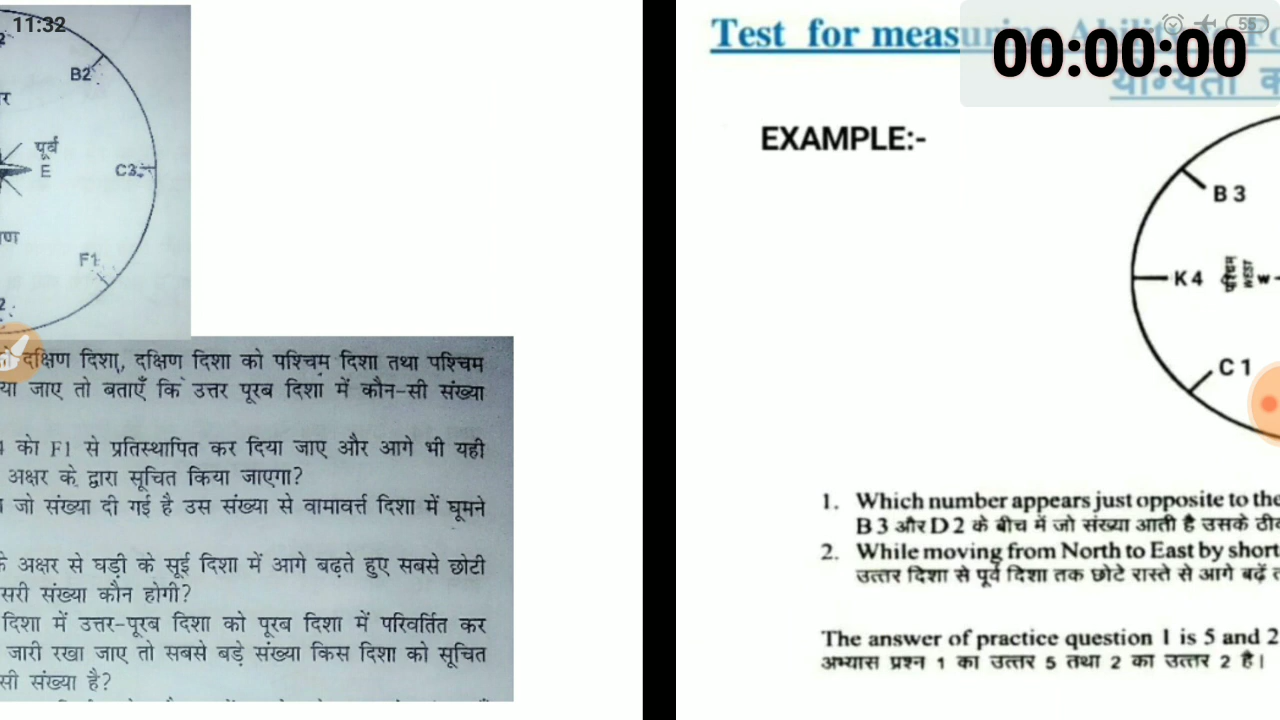 11:32
B2
पूर्व
E
C3
F1
दक्षिण दिशा, दक्षिण दिशा को पश्चिम दिशा तथा पश्चिम
या जाए तो बताएँ कि उत्तर पूरब दिशा में कौन-सी संख्या
को F1 से प्रतिस्थापित कर दिया जाए और आगे भी यही
अक्षर के द्वारा सूचित किया जाएगा?
जो संख्या दी गई है उस संख्या से वामावर्त्त दिशा में घूमने
अक्षर से घड़ी के सूई दिशा में आगे बढ़ते हुए सबसे छोटी
सरी संख्या कौन होगी?
दिशा में उत्तर-पूरब दिशा को पूरब दिशा में परिवर्तित कर
जारी रखा जाए तो सबसे बड़े संख्या किस दिशा को सूचित
सी संख्या है?
55
00:00:00
Test for measuring
योग्यता क
EXAMPLE:-
B 3
K 4 पश्चिम WEST W
C 1
1. Which number appears just opposite to the
B 3 और D 2 के बीच में जो संख्या आती है उसके ठी
2. While moving from North to East by short
उत्तर दिशा से पूर्व दिशा तक छोटे रास्ते से आगे बढ़ें त
The answer of practice question 1 is 5 and 2
अभ्यास प्रश्न 1 का उत्तर 5 तथा 2 का उत्तर 2 है।